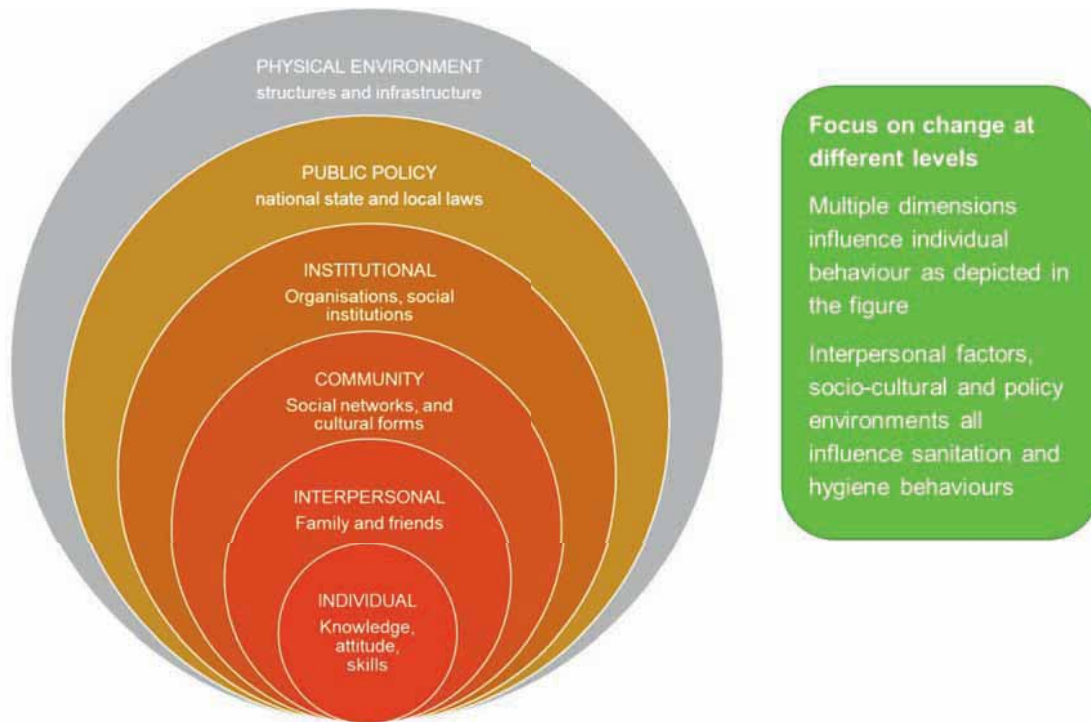 PHYSICAL ENVIRONMENT
structures and infrastructure
PUBLIC POLICY
national state and local laws
INSTITUTIONAL
Organisations, social
institutions
COMMUNITY
Social networks, and
cultural forms
INTERPERSONAL
Family and friends
INDIVIDUAL
Knowledge,
attitude,
skills
Focus on change at
different levels
Multiple dimensions
influence individual
behaviour as depicted in
the figure
Interpersonal factors,
socio-cultural and policy
environments all
influence sanitation and
hygiene behaviours